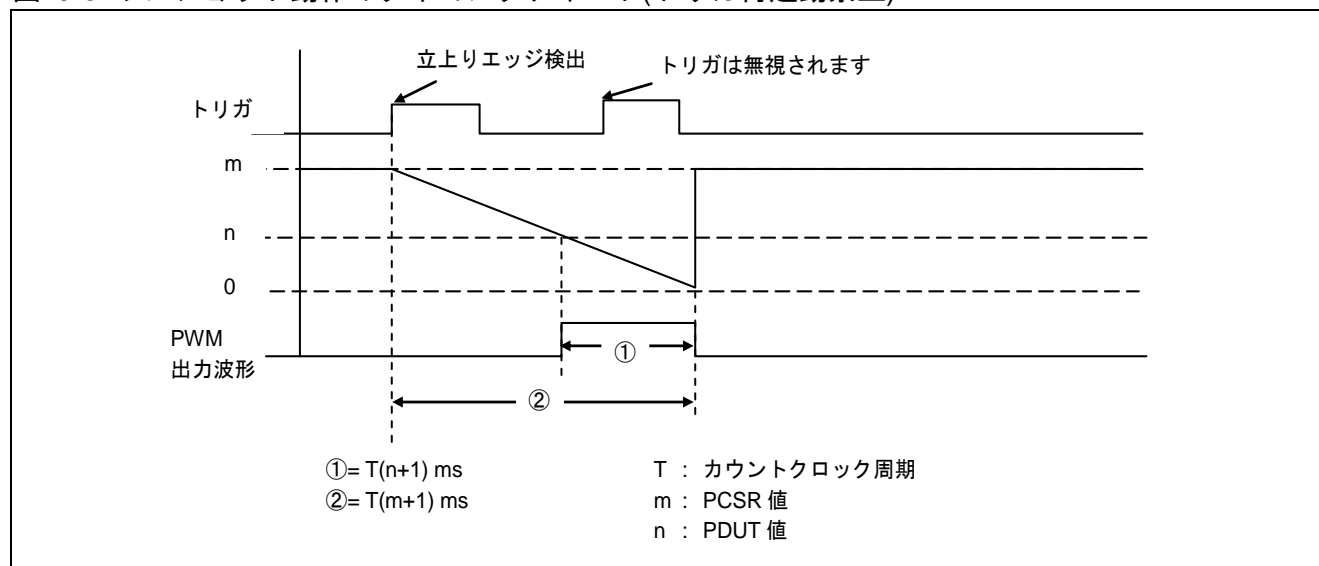 立上りエッジ検出
トリガは無視されます
トリガ
m
n
0
PWM
出力波形
①
②
①= T(n+1) ms
②= T(m+1) ms
T : カウントクロック周期
m : PCSR 値
n : PDUT 値